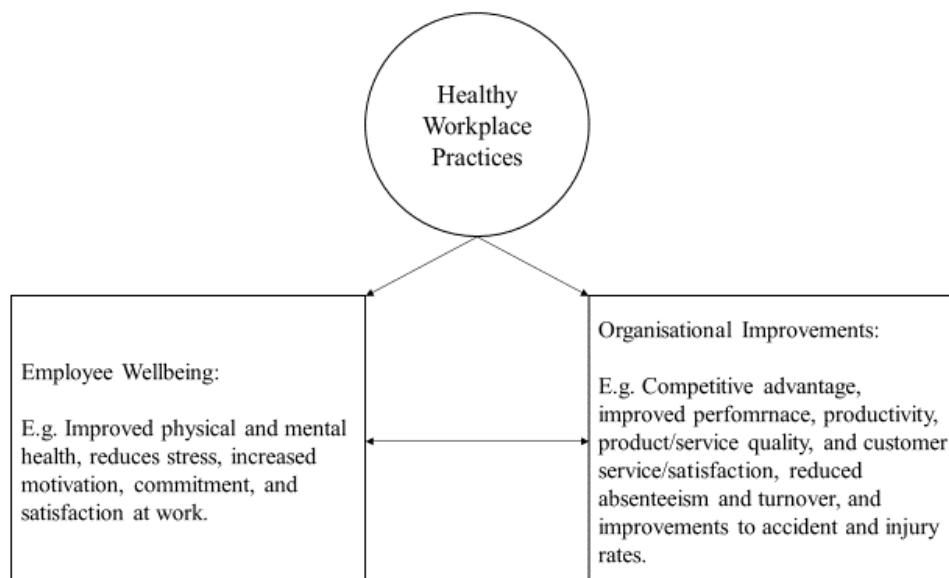 Healthy
Workplace
Practices
Employee Wellbeing:
E.g. Improved physical and mental
health, reduces stress, increased
motivation, commitment, and
satisfaction at work.
Organisational Improvements:
E.g. Competitive advantage,
improved perfomrnace, productivity,
product/service quality, and customer
service/satisfaction, reduced
absenteeism and turnover, and
improvements to accident and injury
rates.